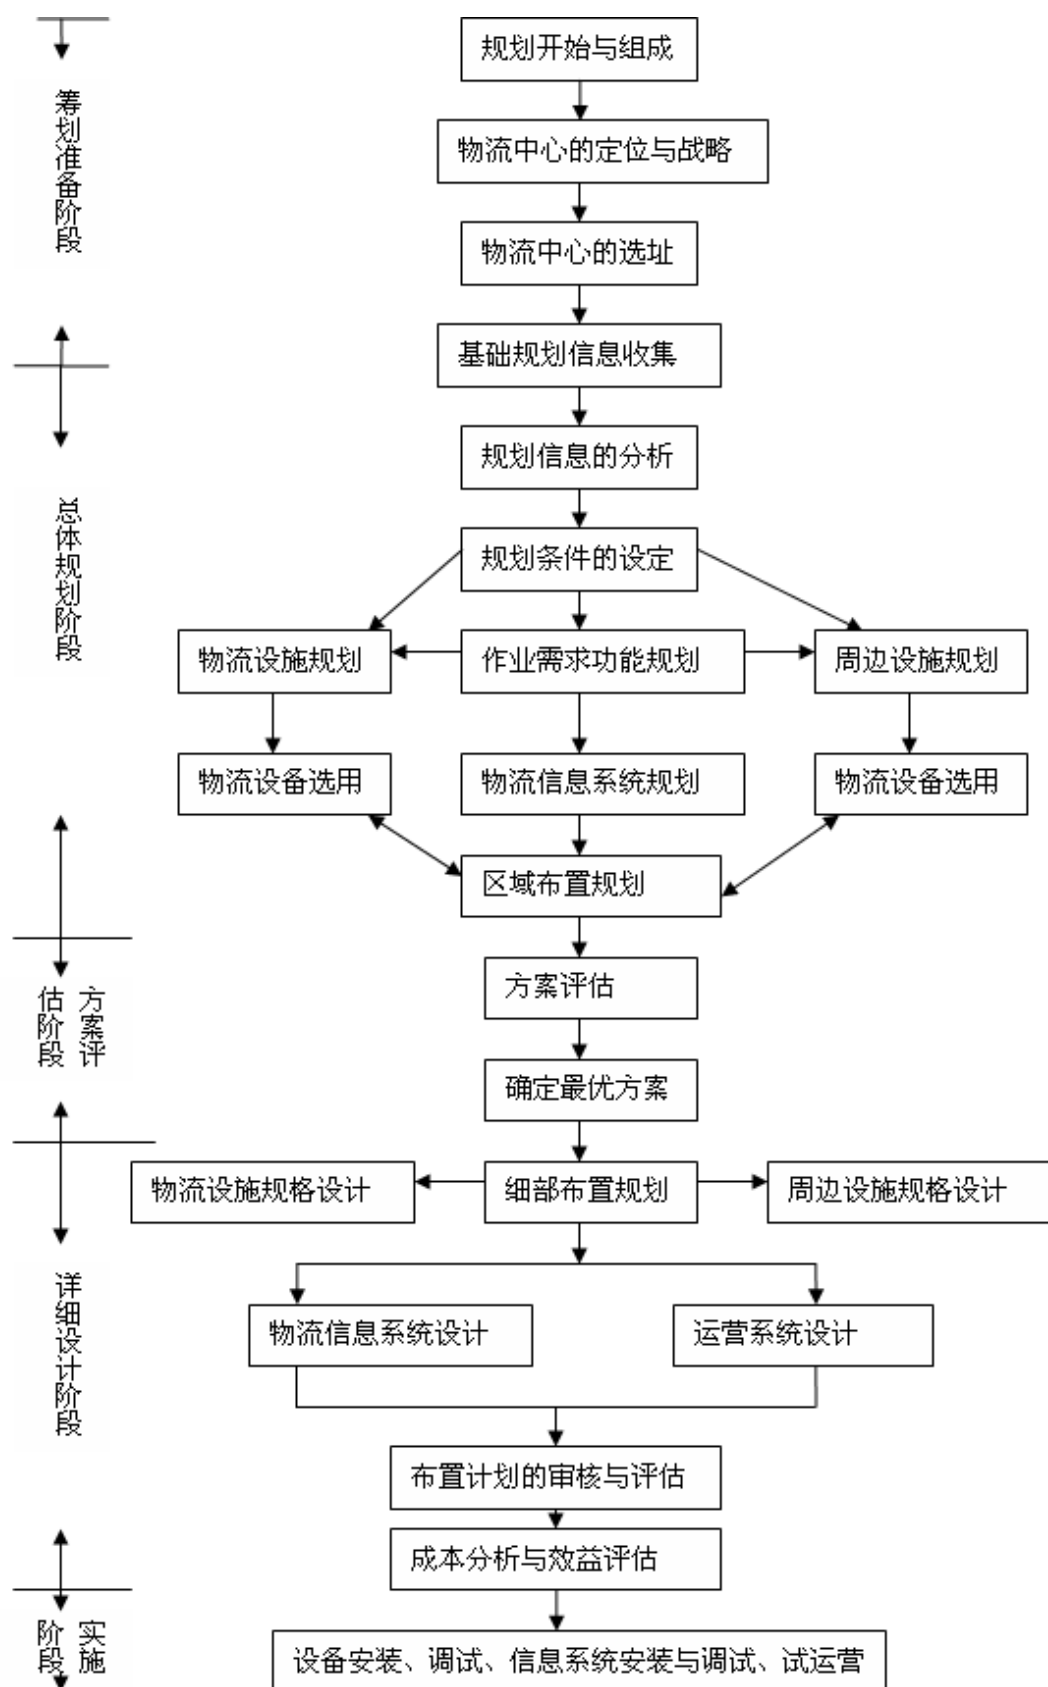 规划开始与组成
筹划准备阶段
物流中心的定位与战略
物流中心的选址
基础规划信息收集
规划信息的分析
总体规划阶段
规划条件的设定
物流设施规划
作业需求功能规划
周边设施规划
物流设备选用
物流信息系统规划
物流设备选用
区域布置规划
方案评
估阶段
方案评估
确定最优方案
物流设施规格设计
细部布置规划
周边设施规格设计
详细设计阶段
物流信息系统设计
运营系统设计
布置计划的审核与评估
成本分析与效益评估
实施
阶段
设备安装、调试、信息系统安装与调试、试运营